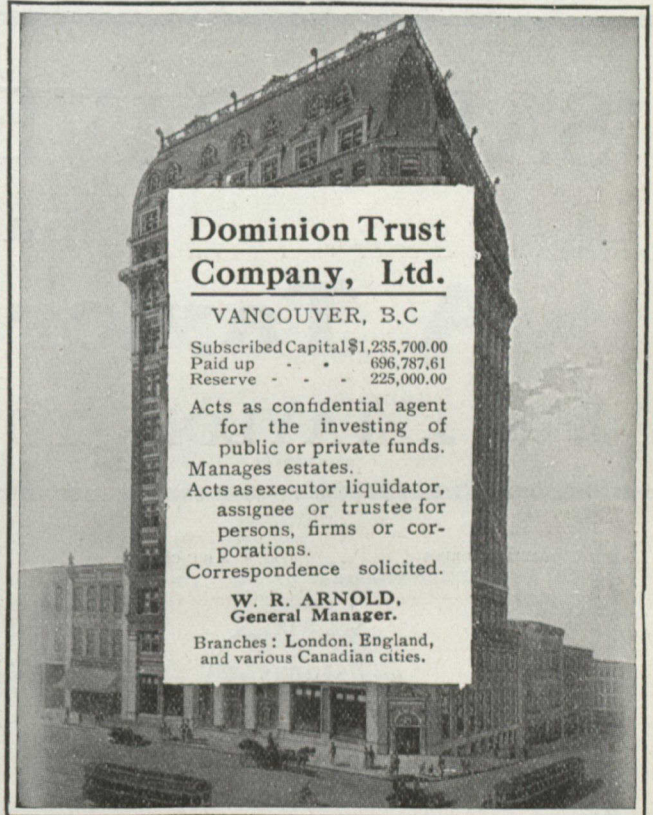 Dominion Trust
Company, Ltd.
VANCOUVER, B,C
Subscribed Capital $1,235,700.00
Paid up - - 696,787,61
Reserve - - - 225,000.00
Acts as confidential agent
for the investing of
public or private funds.
Manages estates.
Acts as executor liquidator,
assignee or trustee for
persons, firms or cor-
porations.
Correspondence solicited.
W. R. ARNOLD,
General Manager.
Branches : London, England,
and various Canadian cities.